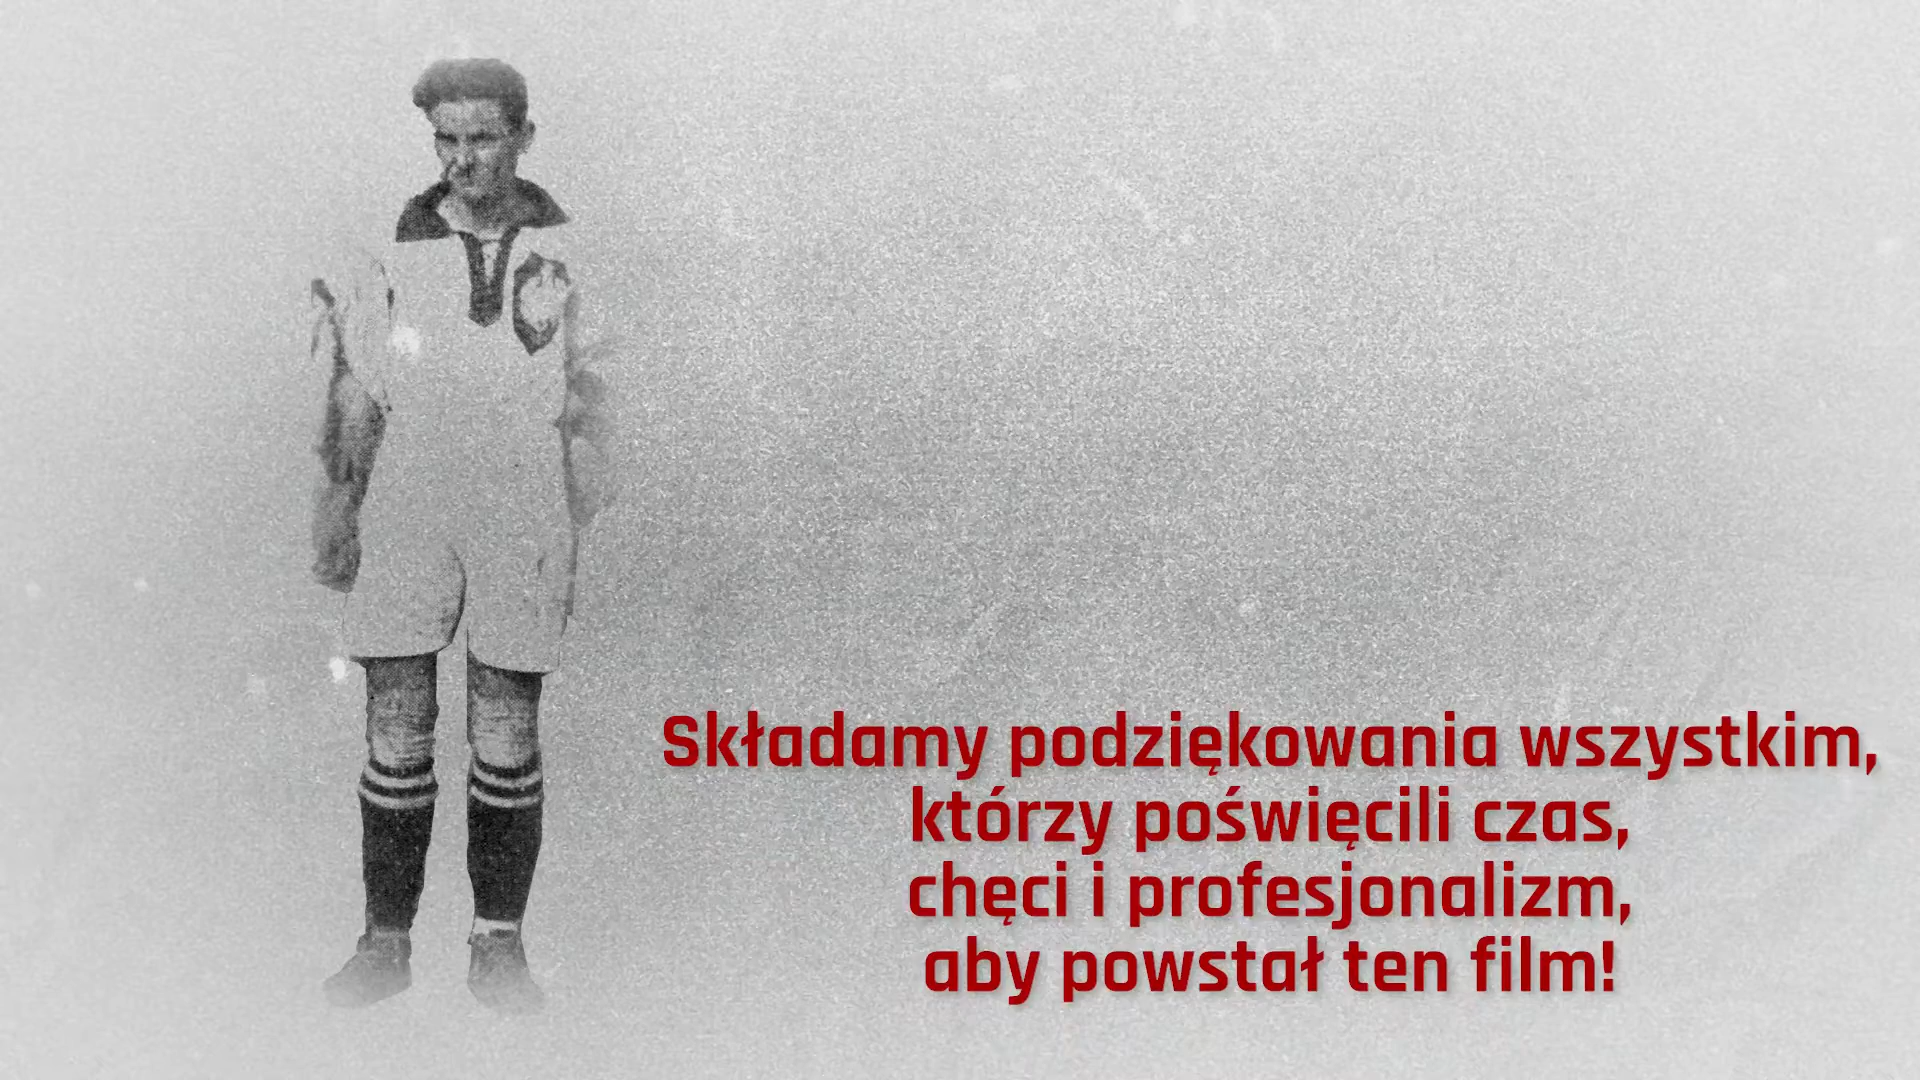 Składamy podziękowania wszystkim,
którzy poświęcili czas,
chęci i profesjonalizm,
aby powstał ten film!